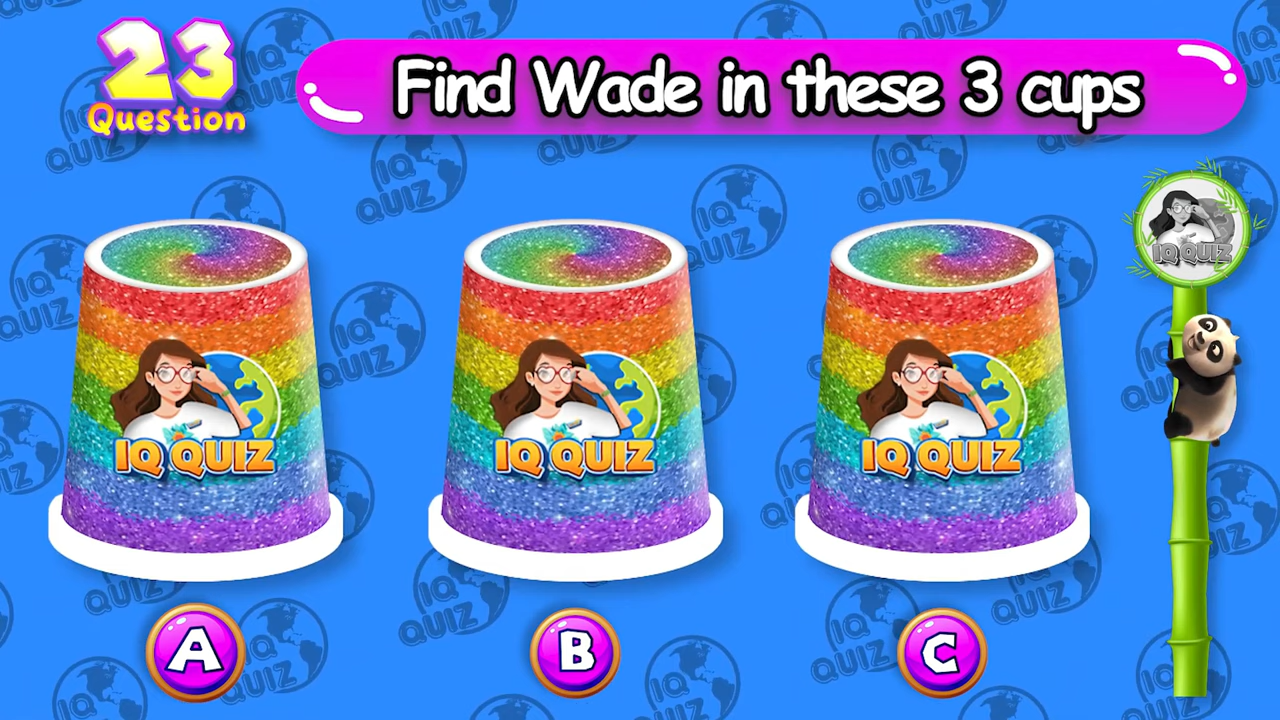 23
Question
Find Wade in these 3 cups
IQ QUIZ
IQ QUIZ
IQ QUIZ
IQ QUIZ
A
B
C